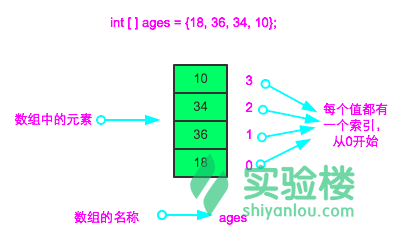 int [ ] ages = {18, 36, 34, 10};
10
3
34
2
36
1
18
0
数组中的元素
每个值都有
一个索引,
从0开始
数组的名称
ages
实验楼
shiyanlou.com